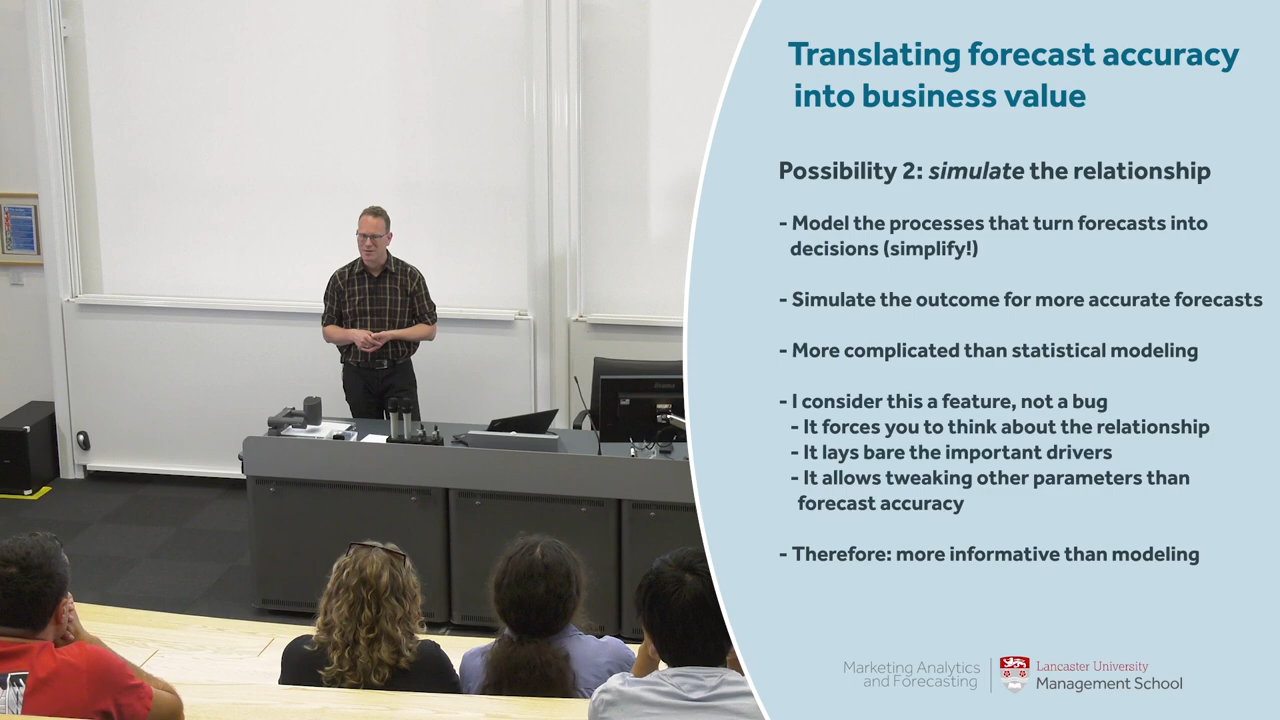 Translating forecast accuracy
into business value
Possibility 2: simulate the relationship
- Model the processes that turn forecasts into
decisions (simplify!)
- Simulate the outcome for more accurate forecasts
- More complicated than statistical modeling
- I consider this a feature, not a bug
- It forces you to think about the relationship
- It lays bare the important drivers
- It allows tweaking other parameters than
forecast accuracy
- Therefore: more informative than modeling
Marketing Analytics
and Forecasting
Lancaster University
Management School